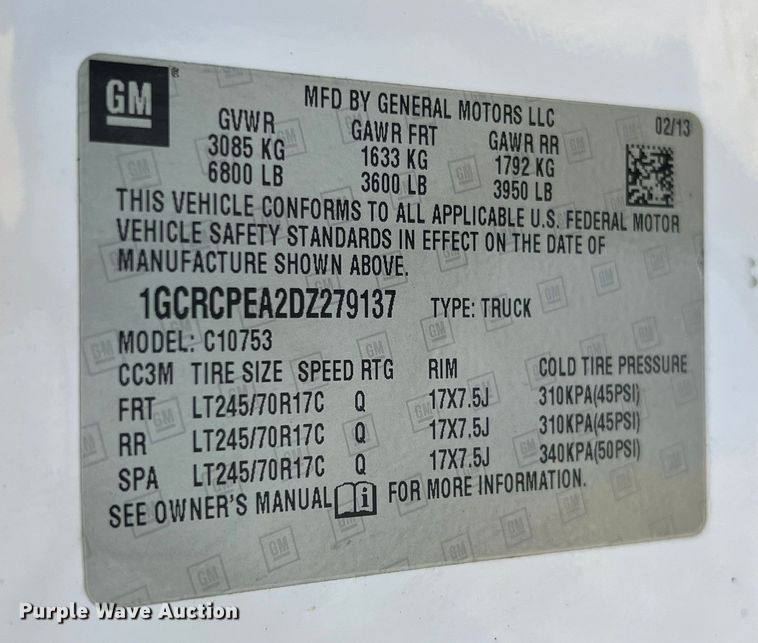 GM ®
MFD BY GENERAL MOTORS LLC 02/13
GVWR GAWR FRT GAWR RR
3085 KG 1633 KG 1792 KG
6800 LB 3600 LB 3950 LB
THIS VEHICLE CONFORMS TO ALL APPLICABLE U.S. FEDERAL MOTOR
VEHICLE SAFETY STANDARDS IN EFFECT ON THE DATE OF
MANUFACTURE SHOWN ABOVE.
1GCRCPEA2DZ279137 TYPE: TRUCK
MODEL: C10753
CC3M TIRE SIZE SPEED RTG RIM COLD TIRE PRESSURE
FRT LT245/70R17C Q 17X7.5J 310KPA(45PSI)
RR LT245/70R17C Q 17X7.5J 310KPA(45PSI)
SPA LT245/70R17C Q 17X7.5J 340KPA(50PSI)
SEE OWNER'S MANUAL i FOR MORE INFORMATION.
Purple Wave Auction